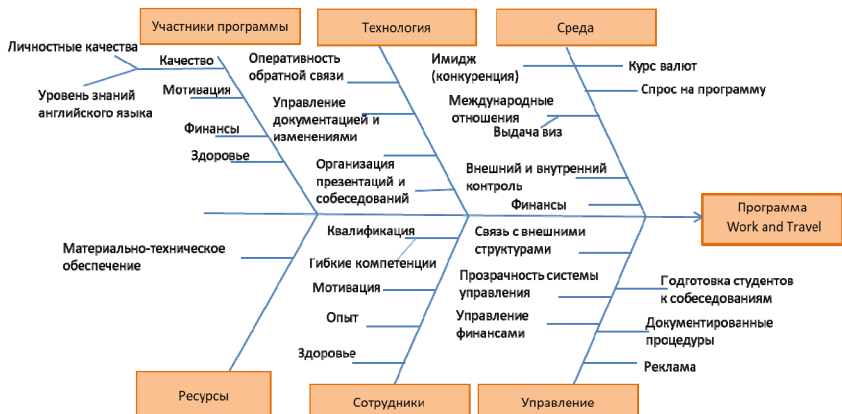 Участники программы
Технология
Среда
Личностные качества
Качество
Уровень знаний
английского языка
Мотивация
Финансы
Здоровье
Оперативность
обратной связи
Управление
документацией и
изменениями
Организация
презентаций и
собеседований
Имидж
(конкуренция)
Курс валют
Спрос на программу
Международные
отношения
Выдача виз
Внешний и внутренний
контроль
Финансы
Программа
Work and Travel
Материально-техническое
обеспечение
Квалификация
Гибкие компетенции
Мотивация
Опыт
Здоровье
Связь с внешними
структурами
Прозрачность системы
управления
Управление
финансами
Годготовка студентов
к собеседованиям
Документированные
процедуры
Реклама
Ресурсы
Сотрудники
Управление